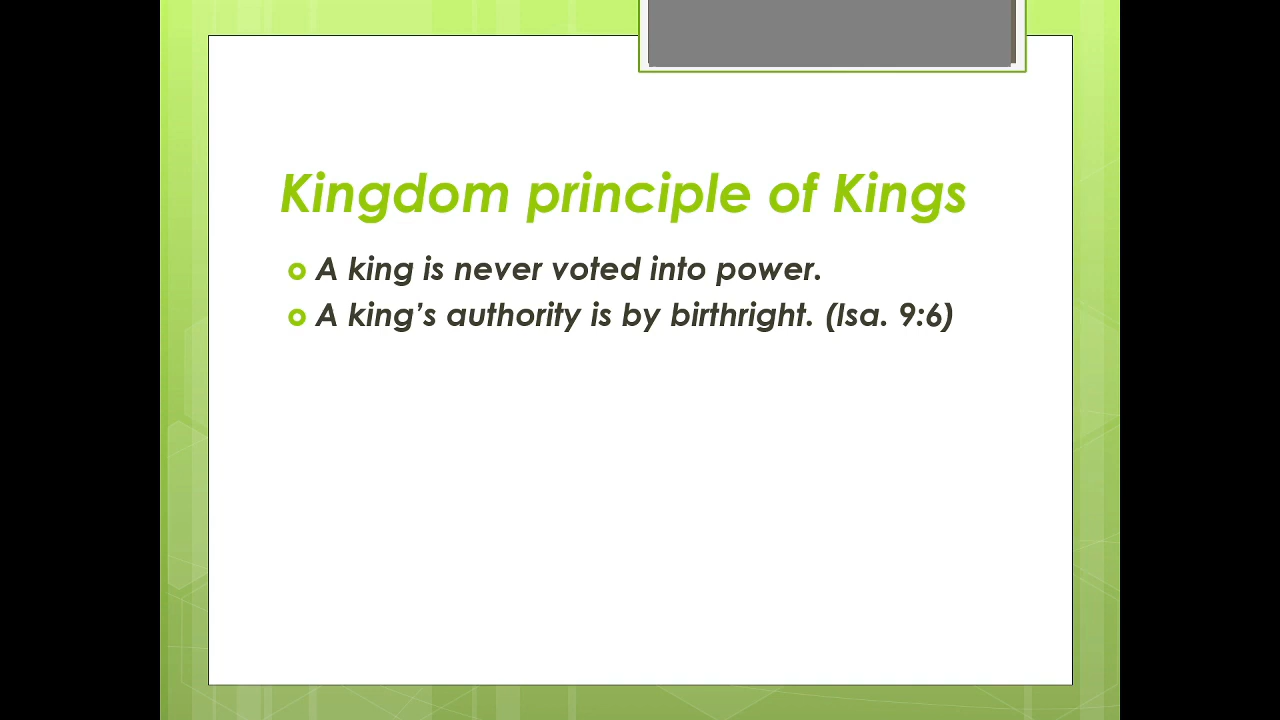 Kingdom principle of Kings
A king is never voted into power.
A king’s authority is by birthright. (Isa. 9:6)